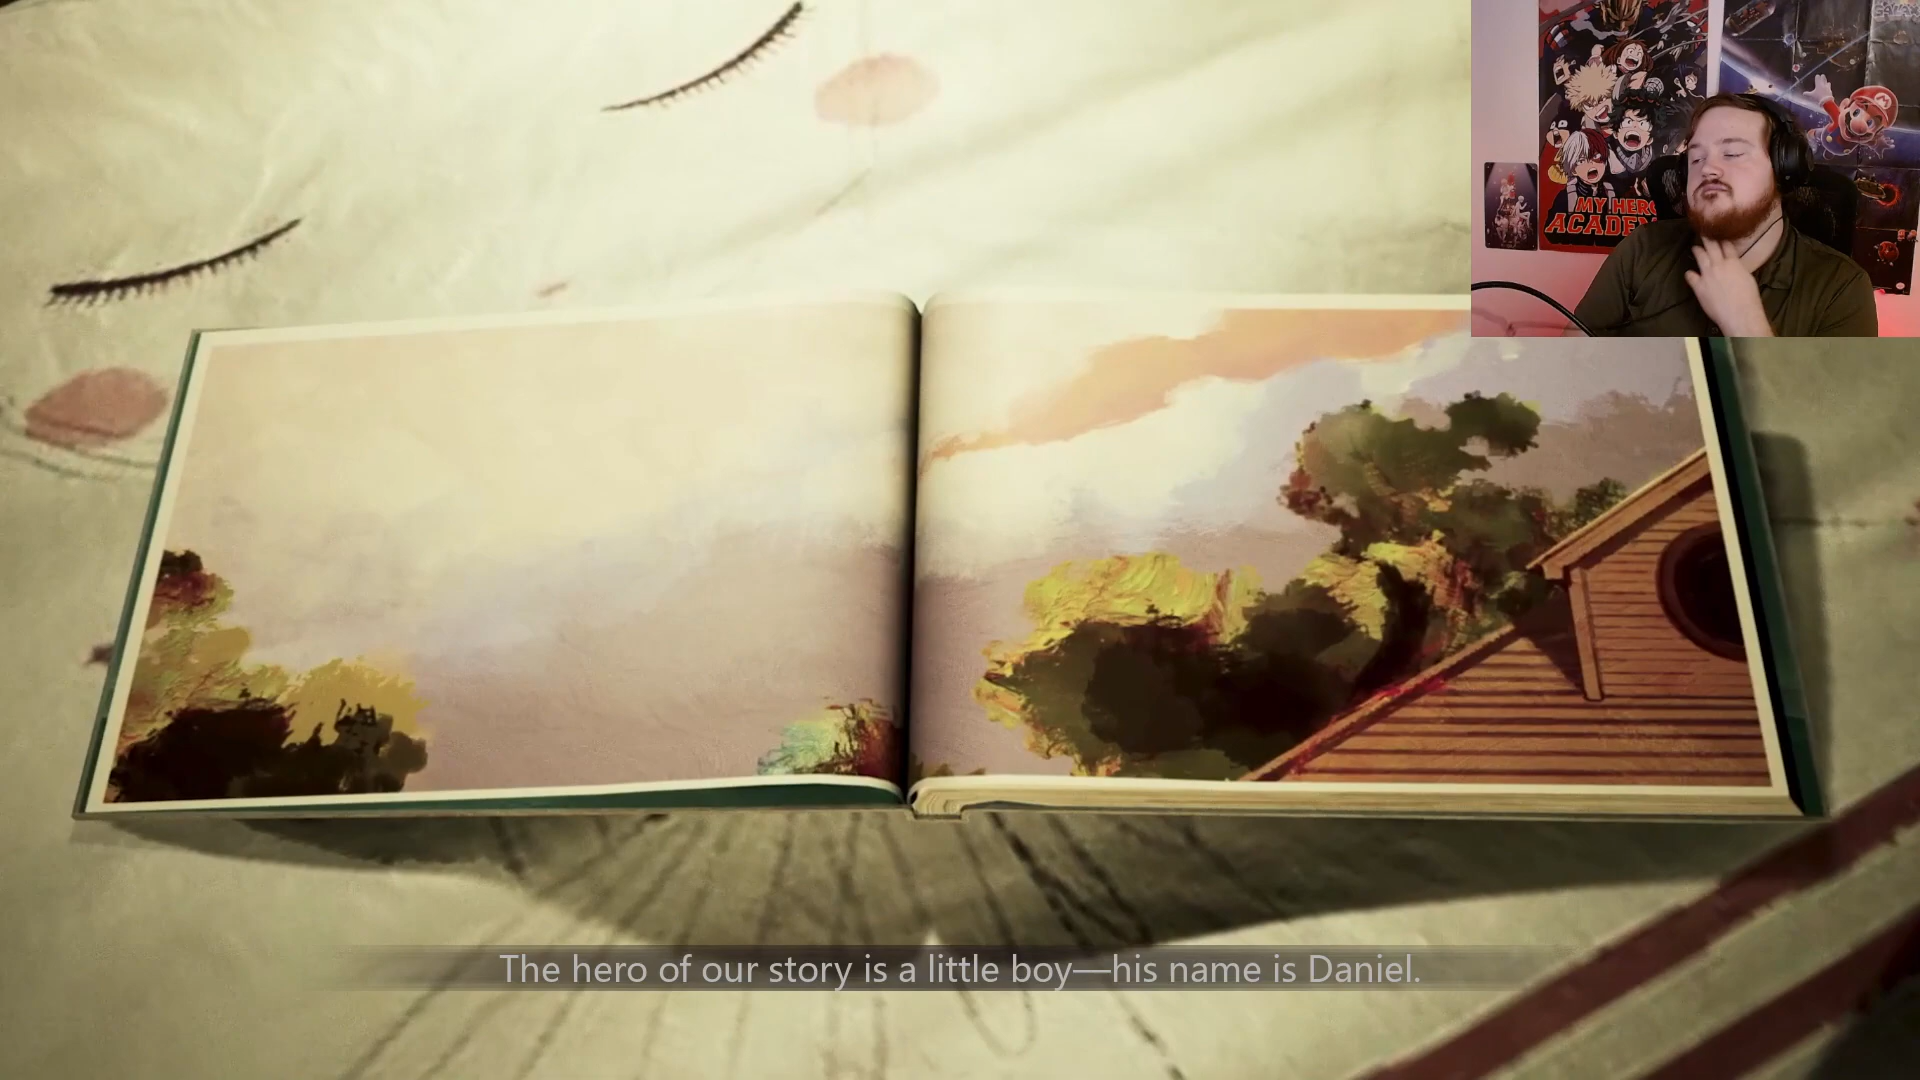 MY HERO
ACADEM
The hero of our story is a little boy—his name is Daniel.